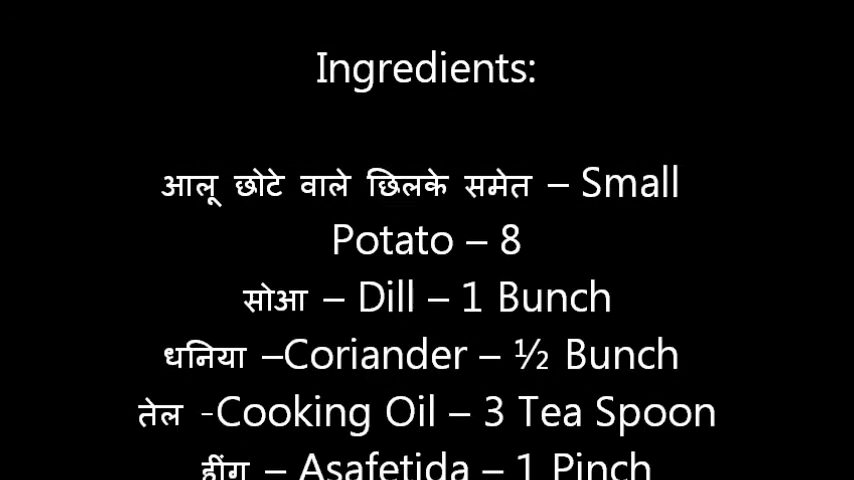 Ingredients:
आलू छोटे वाले छिलके समेत – Small
Potato – 8
सोआ – Dill – 1 Bunch
धनिया –Coriander – ½ Bunch
तेल -Cooking Oil – 3 Tea Spoon
हींग – Asafetida – 1 Pinch